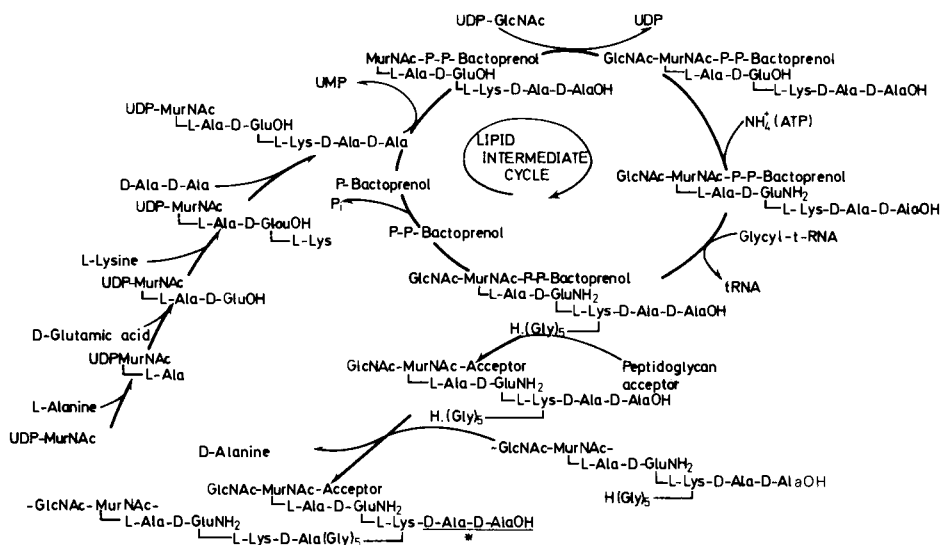 UDP-GlcNAc UDP
MurNAc-P-P-Bactoprenol
L-Ala-D-GluOH
L-Lys-D-Ala-D-AlaOH
GlcNAc-MurNAc-P-P-Bactoprenol
L-Ala-D-GluOH
L-Lys-D-Ala-D-AlaOH
UMP
UDP-MurNAc
L-Ala-D-GluOH
L-Lys-D-Ala-D-Ala
LIPID
INTERMEDIATE
CYCLE
NH4+ (ATP)
D-Ala-D-Ala
P-Bactoprenol
GlcNAc-MurNAc-P-P-Bactoprenol
L-Ala-D-GluNH2
L-Lys-D-Ala-D-AlaOH
UDP-MurNAc
L-Ala-D-GlouOH
L-Lys
Pi
P-P-Bactoprenol
Glycyl-t-RNA
L-Lysine
UDP-MurNAc
L-Ala-D-GluOH
GlcNAc-MurNAc-P-P-Bactoprenol
L-Ala-D-GluNH2
L-Lys-D-Ala-D-AlaOH
H.(Gly)5
tRNA
D-Glutamic acid
UDPMurNAc
L-Ala
GlcNAc-MurNAc-Acceptor
L-Ala-D-GluNH2
L-Lys-D-Ala-D-AlaOH
H.(Gly)5
Peptidoglycan
acceptor
L-Alanine
UDP-MurNAc
D-Alanine
-GlcNAc-MurNAc-
L-Ala-D-GluNH2
L-Lys-D-Ala-D-AlaOH
H(Gly)5
GlcNAc-MurNAc-Acceptor
L-Ala-D-GluNH2
L-Lys-D-Ala-D-AlaOH
*
-GlcNAc-MurNAc-
L-Ala-D-GluNH2
L-Lys-D-Ala(Gly)5